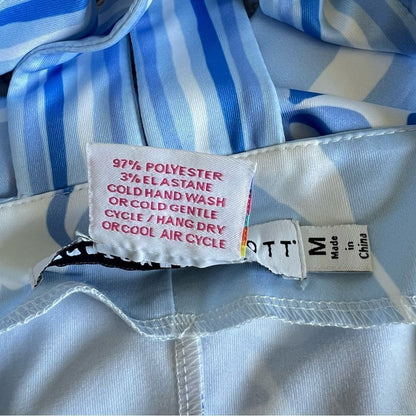 97% POLYESTER
3% ELASTANE
COLD HAND WASH
OR COLD GENTLE
CYCLE / HANG DRY
OR COOL AIR CYCLE
M
Made
in
China